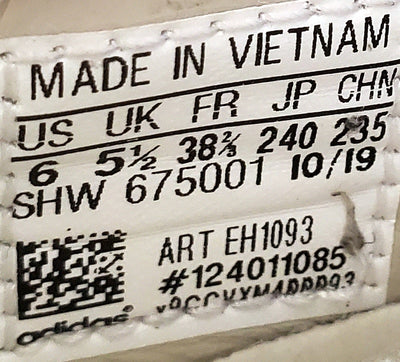 MADE IN VIETNAM
US UK FR JP CHN
6 5½ 38⅔ 240 235
SHW 675001 10/19
ART EH1093
#124011085
adidas